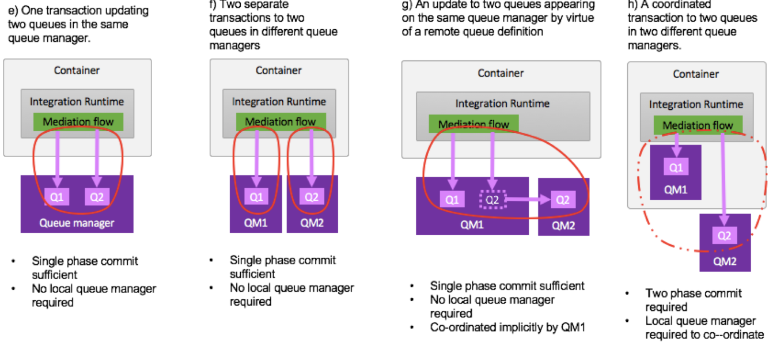 e) One transaction updating
two queues in the same
queue manager.
Container
Integration Runtime
Mediation flow
Q1
Q2
Queue manager
• Single phase commit
sufficient
• No local queue manager
required
f) Two separate
transactions to two
queues in different queue
managers
Container
Integration Runtime
Mediation flow
Q1
Q2
QM1
QM2
• Single phase commit
sufficient
• No local queue manager
required
g) An update to two queues appearing
on the same queue manager by virtue
of a remote queue definition
Container
Integration Runtime
Mediation flow
Q1
Q2
Q2
QM1
QM2
• Single phase commit sufficient
• No local queue manager
required
• Co-ordinated implicitly by QM1
h) A coordinated
transaction to two queues
in two different queue
managers.
Container
Integration Runtime
Mediation flow
Q1
QM1
Q2
QM2
• Two phase commit
required
• Local queue manager
required to co--ordinate